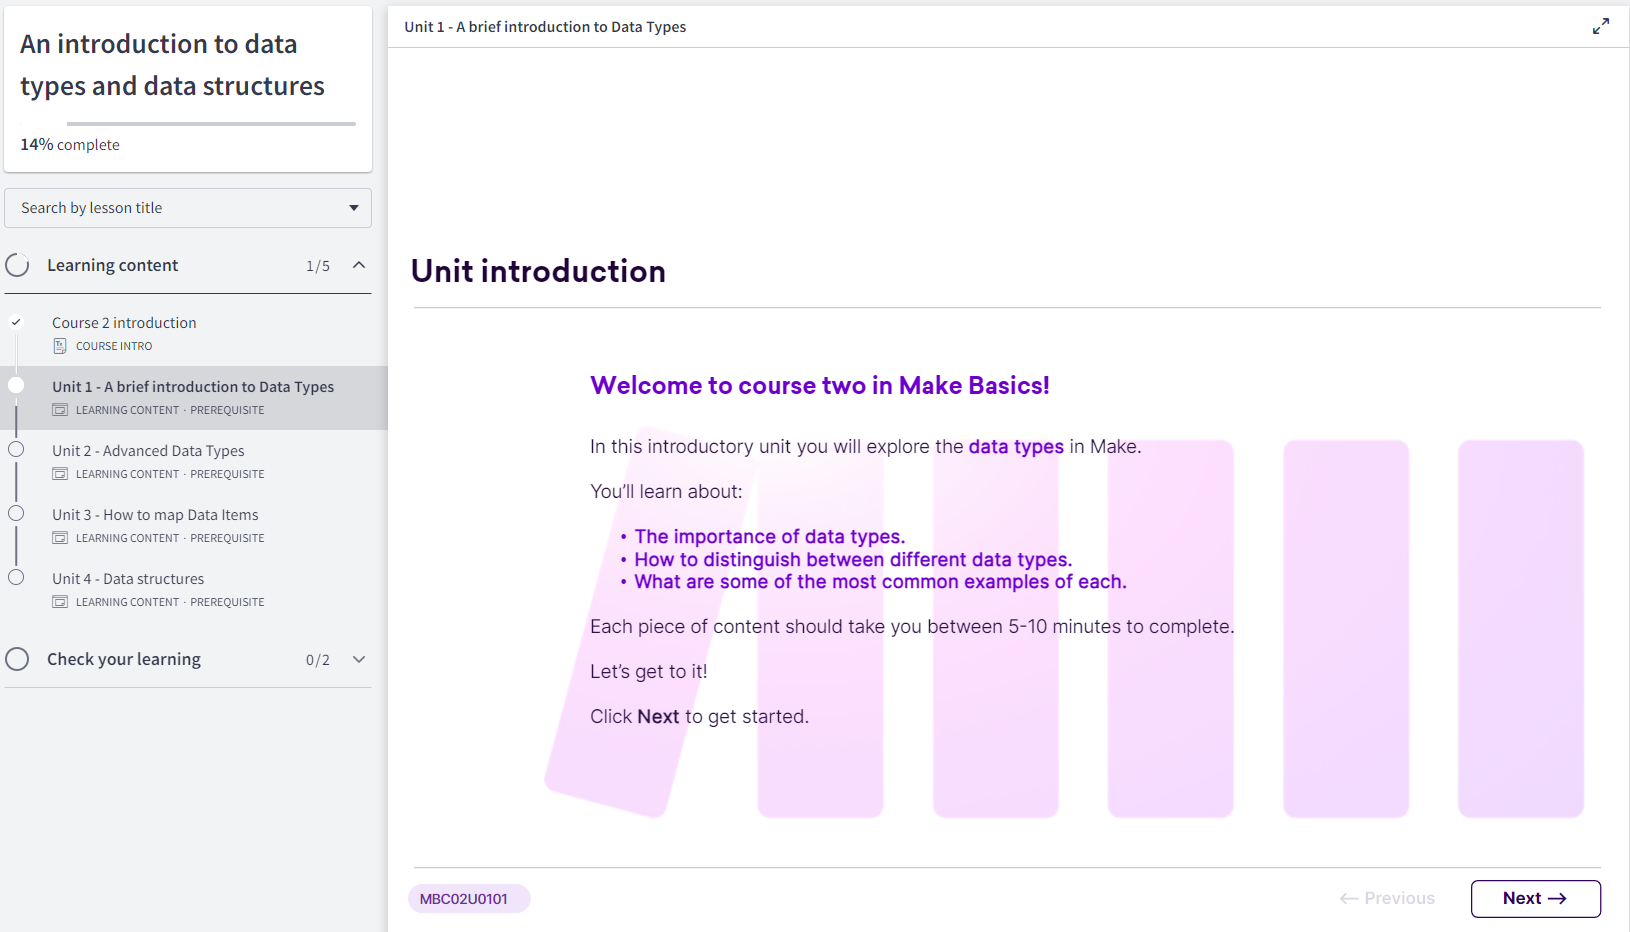 An introduction to data
types and data structures
14% complete
Search by lesson title
Learning content 1/5
Course 2 introduction
COURSE INTRO
Unit 1 - A brief introduction to Data Types
LEARNING CONTENT · PREREQUISITE
Unit 2 - Advanced Data Types
LEARNING CONTENT · PREREQUISITE
Unit 3 - How to map Data Items
LEARNING CONTENT · PREREQUISITE
Unit 4 - Data structures
LEARNING CONTENT · PREREQUISITE
Check your learning 0/2
Unit 1 - A brief introduction to Data Types
Unit introduction
Welcome to course two in Make Basics!
In this introductory unit you will explore the data types in Make.
You’ll learn about:
• The importance of data types.
• How to distinguish between different data types.
• What are some of the most common examples of each.
Each piece of content should take you between 5-10 minutes to complete.
Let’s get to it!
Click Next to get started.
MBC02U0101
← Previous
Next →